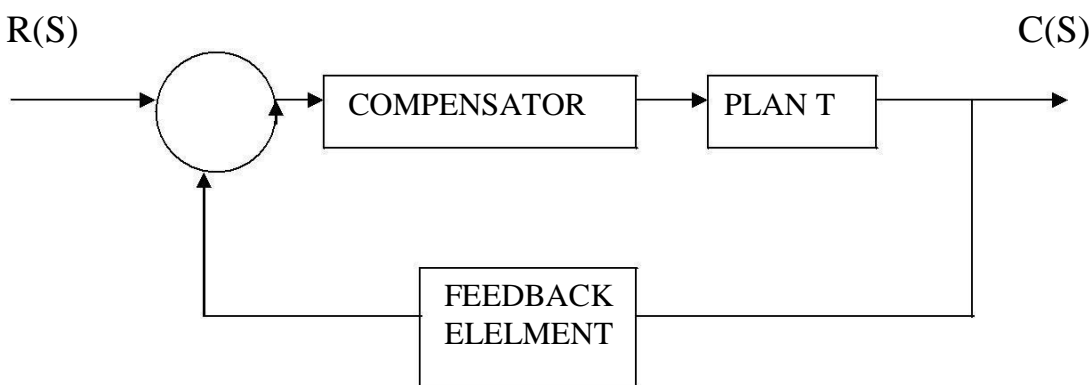 R(S)
C(S)
COMPENSATOR
PLAN T
FEEDBACK
ELELMENT